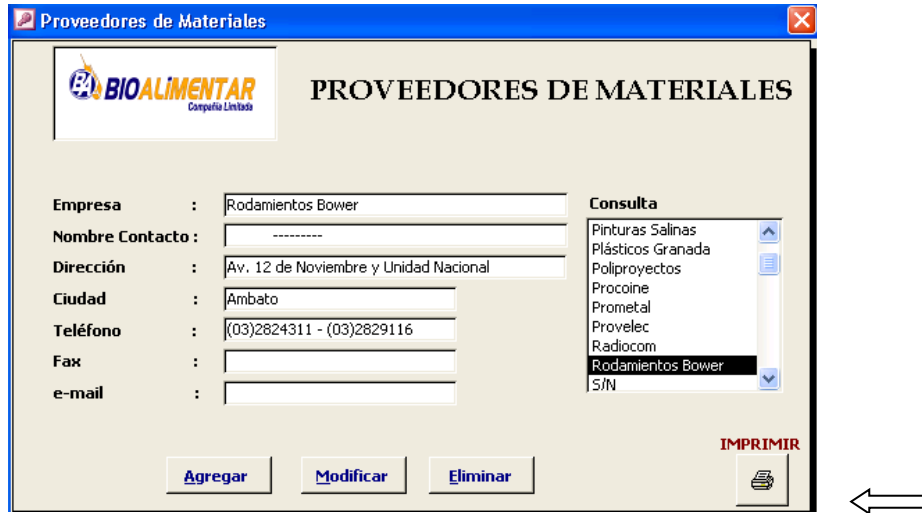 Proveedores de Materiales
BA BIOALiMENTAR
Compañía Limitada
PROVEEDORES DE MATERIALES
Empresa : Rodamientos Bower
Nombre Contacto : ---------
Dirección : Av. 12 de Noviembre y Unidad Nacional
Ciudad : Ambato
Teléfono : (03)2824311 - (03)2829116
Fax :
e-mail :
Consulta
Pinturas Salinas
Plásticos Granada
Poliproyectos
Procoine
Prometal
Provelec
Radiocom
Rodamientos Bower
S/N
IMPRIMIR
Agregar Modificar Eliminar